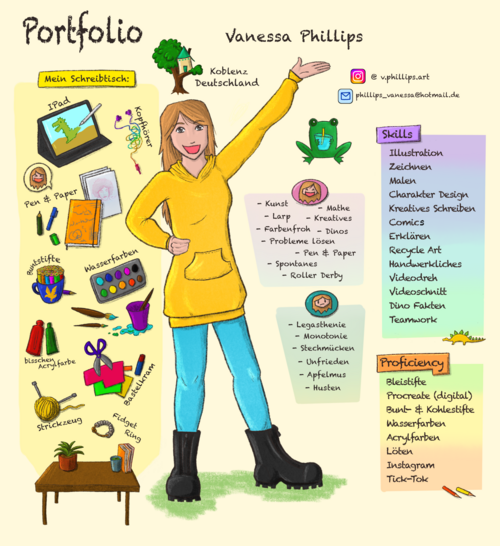 Portfolio
Vanessa Phillips
Koblenz
Deutschland
@ v.phillips.art
phillips_vanessa@hotmail.de
Mein Schreibtisch:
IPad
Kopfhörer
Pen & Paper
Buntstifte
Wasserfarben
bisschen
Acrylfarbe
Bastelkram
Strickzeug
Fidget
Ring
- Kunst
- Mathe
- Larp
- Kreatives
- Farbenfroh
- Dinos
- Probleme lösen
- Pen & Paper
- Spontanes
- Roller Derby
- Legasthenie
- Monotonie
- Stechmücken
- Unfrieden
- Apfelmus
- Husten
Skills
Illustration
Zeichnen
Malen
Charakter Design
Kreatives Schreiben
Comics
Erklären
Recycle Art
Handwerkliches
Videodreh
Videoschnitt
Dino Fakten
Teamwork
Proficiency
Bleistifte
Procreate (digital)
Bunt- & Kohlestifte
Wasserfarben
Acrylfarben
Löten
Instagram
Tick-Tok